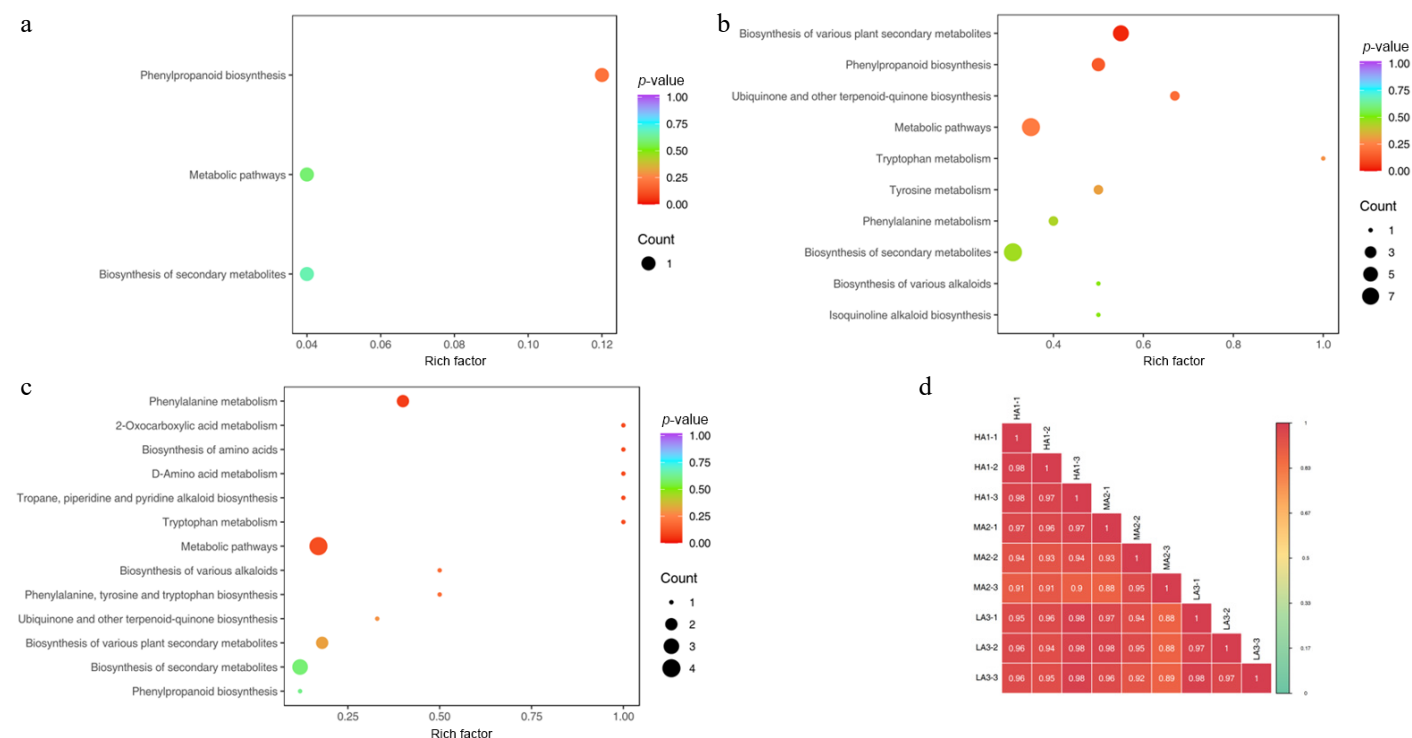 a
Phenylpropanoid biosynthesis
Metabolic pathways
Biosynthesis of secondary metabolites
0.04 0.06 0.08 0.10 0.12
Rich factor
p-value
1.00
0.75
0.50
0.25
0.00
Count
1
b
Biosynthesis of various plant secondary metabolites
Phenylpropanoid biosynthesis
Ubiquinone and other terpenoid-quinone biosynthesis
Metabolic pathways
Tryptophan metabolism
Tyrosine metabolism
Phenylalanine metabolism
Biosynthesis of secondary metabolites
Biosynthesis of various alkaloids
Isoquinoline alkaloid biosynthesis
0.4 0.6 0.8 1.0
Rich factor
p-value
1.00
0.75
0.50
0.25
0.00
Count
1
3
5
7
c
Phenylalanine metabolism
2-Oxocarboxylic acid metabolism
Biosynthesis of amino acids
D-Amino acid metabolism
Tropane, piperidine and pyridine alkaloid biosynthesis
Tryptophan metabolism
Metabolic pathways
Biosynthesis of various alkaloids
Phenylalanine, tyrosine and tryptophan biosynthesis
Ubiquinone and other terpenoid-quinone biosynthesis
Biosynthesis of various plant secondary metabolites
Biosynthesis of secondary metabolites
Phenylpropanoid biosynthesis
0.25 0.50 0.75 1.00
Rich factor
p-value
1.00
0.75
0.50
0.25
0.00
Count
1
2
3
4
d
HA1-1
HA1-2
HA1-3
MA2-1
MA2-2
MA2-3
LA3-1
LA3-2
LA3-3
HA1-1 1
HA1-2 0.98 1
HA1-3 0.98 0.97 1
MA2-1 0.97 0.96 0.97 1
MA2-2 0.94 0.93 0.94 0.93 1
MA2-3 0.91 0.91 0.9 0.88 0.95 1
LA3-1 0.95 0.96 0.98 0.97 0.94 0.88 1
LA3-2 0.96 0.94 0.98 0.98 0.95 0.88 0.97 1
LA3-3 0.96 0.95 0.98 0.96 0.92 0.89 0.98 0.97 1
1
0.83
0.67
0.5
0.33
0.17
0